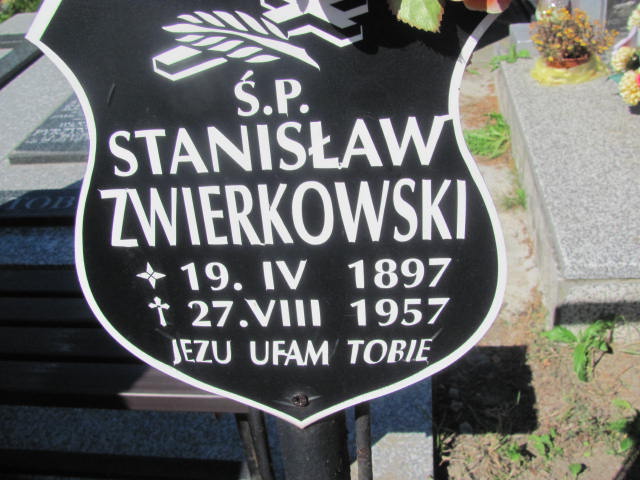 Ś.P.
STANISŁAW
ZWIERKOWSKI
19. IV 1897
27. VIII 1957
JEZU UFAM TOBIE